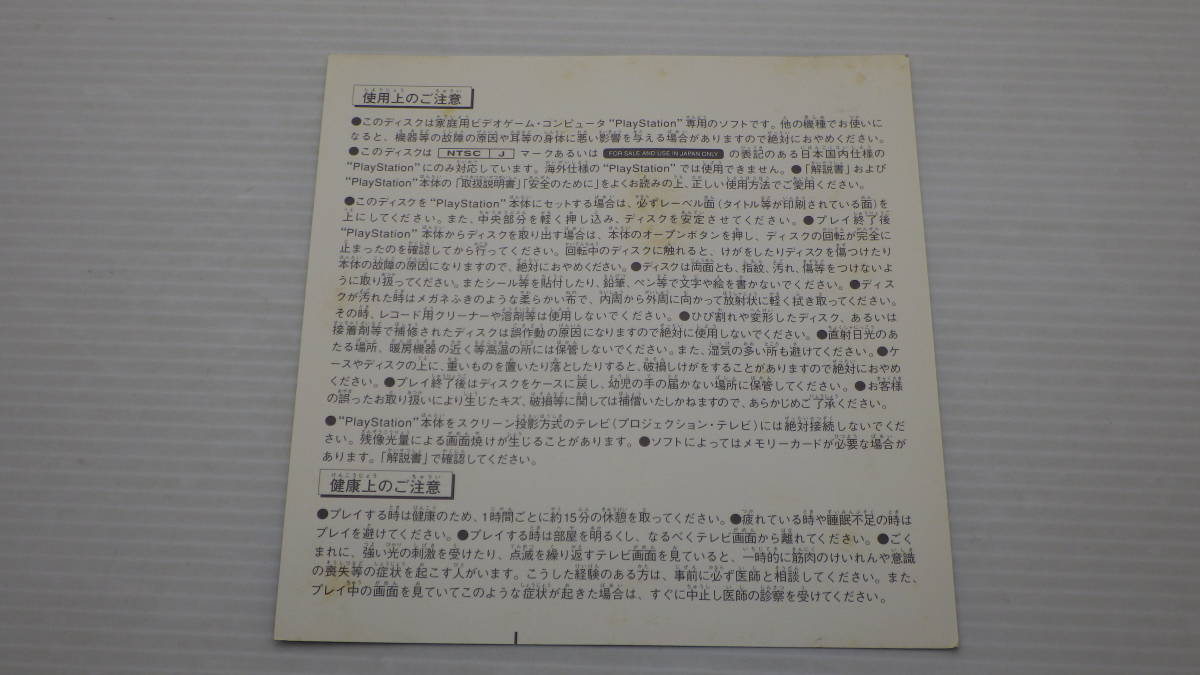 使用上のご注意
●このディスクは家庭用ビデオゲーム・コンピュータ“PlayStation”専用のソフトです。他の機種でお使いに
なると、機器等の故障の原因や耳等の身体に悪い影響を与える場合がありますので絶対におやめください。
●このディスクは NTSC J マークあるいは FOR SALE AND USE IN JAPAN ONLY の表記のある日本国内仕様の
“PlayStation”にのみ対応しています。海外仕様の“PlayStation”では使用できません。●「解説書」および
“PlayStation”本体の「取扱説明書」「安全のために」をよくお読みの上、正しい使用方法でご愛用ください。
●このディスクを“PlayStation”本体にセットする場合は、必ずレーベル面(タイトル等が印刷されている面)を
上にしてください。また、中央部分を軽く押し込み、ディスクを安定させてください。●プレイ終了後
“PlayStation”本体からディスクを取り出す場合は、本体のオープンボタンを押し、ディスクの回転が完全に
止まったのを確認してから行ってください。回転中のディスクに触れると、けがをしたりディスクを傷つけたり
本体の故障の原因になりますので、絶対におやめください。●ディスクは両面とも、指紋、汚れ、傷等をつけないよ
うに取り扱ってください。またシール等を貼付したり、鉛筆、ペン等で文字や絵を書かないでください。●ディス
クが汚れた時はメガネふきのような柔らかい布で、内周から外周に向かって放射状に軽く拭き取ってください。
その時、レコード用クリーナーや溶剤等は使用しないでください。●ひび割れや変形したディスク、あるいは
接着剤等で補修されたディスクは誤作動の原因になりますので絶対に使用しないでください。●直射日光のあ
たる場所、暖房機器の近く等高温の所には保管しないでください。また、湿気の多い所も避けてください。●ケ
ースやディスクの上に、重いものを置いたり落としたりすると、破損しけがをすることがありますので絶対におやめ
ください。●プレイ終了後はディスクをケースに戻し、幼児の手の届かない場所に保管してください。●お客様
の誤ったお取り扱いにより生じたキズ、破損等に関しては補償いたしかねますので、あらかじめご了承ください。
●“PlayStation”本体をスクリーン投影方式のテレビ(プロジェクション・テレビ)には絶対接続しないでくだ
さい。残像光量による画面焼けが生じることがあります。●ソフトによってはメモリーカードが必要な場合が
あります。「解説書」で確認してください。
健康上のご注意
●プレイする時は健康のため、1時間ごとに約15分の休憩を取ってください。●疲れている時や睡眠不足の時は
プレイを避けてください。●プレイする時は部屋を明るくし、なるべくテレビ画面から離れてください。●ごく
まれに、強い光の刺激を受けたり、点滅を繰り返すテレビ画面を見ていると、一時的に筋肉のけいれんや意識
の喪失等の症状を起こす人がいます。こうした経験のある方は、事前に必ず医師と相談してください。また、
プレイ中の画面を見ていてこのような症状が起きた場合は、すぐに中止し医師の診察を受けてください。